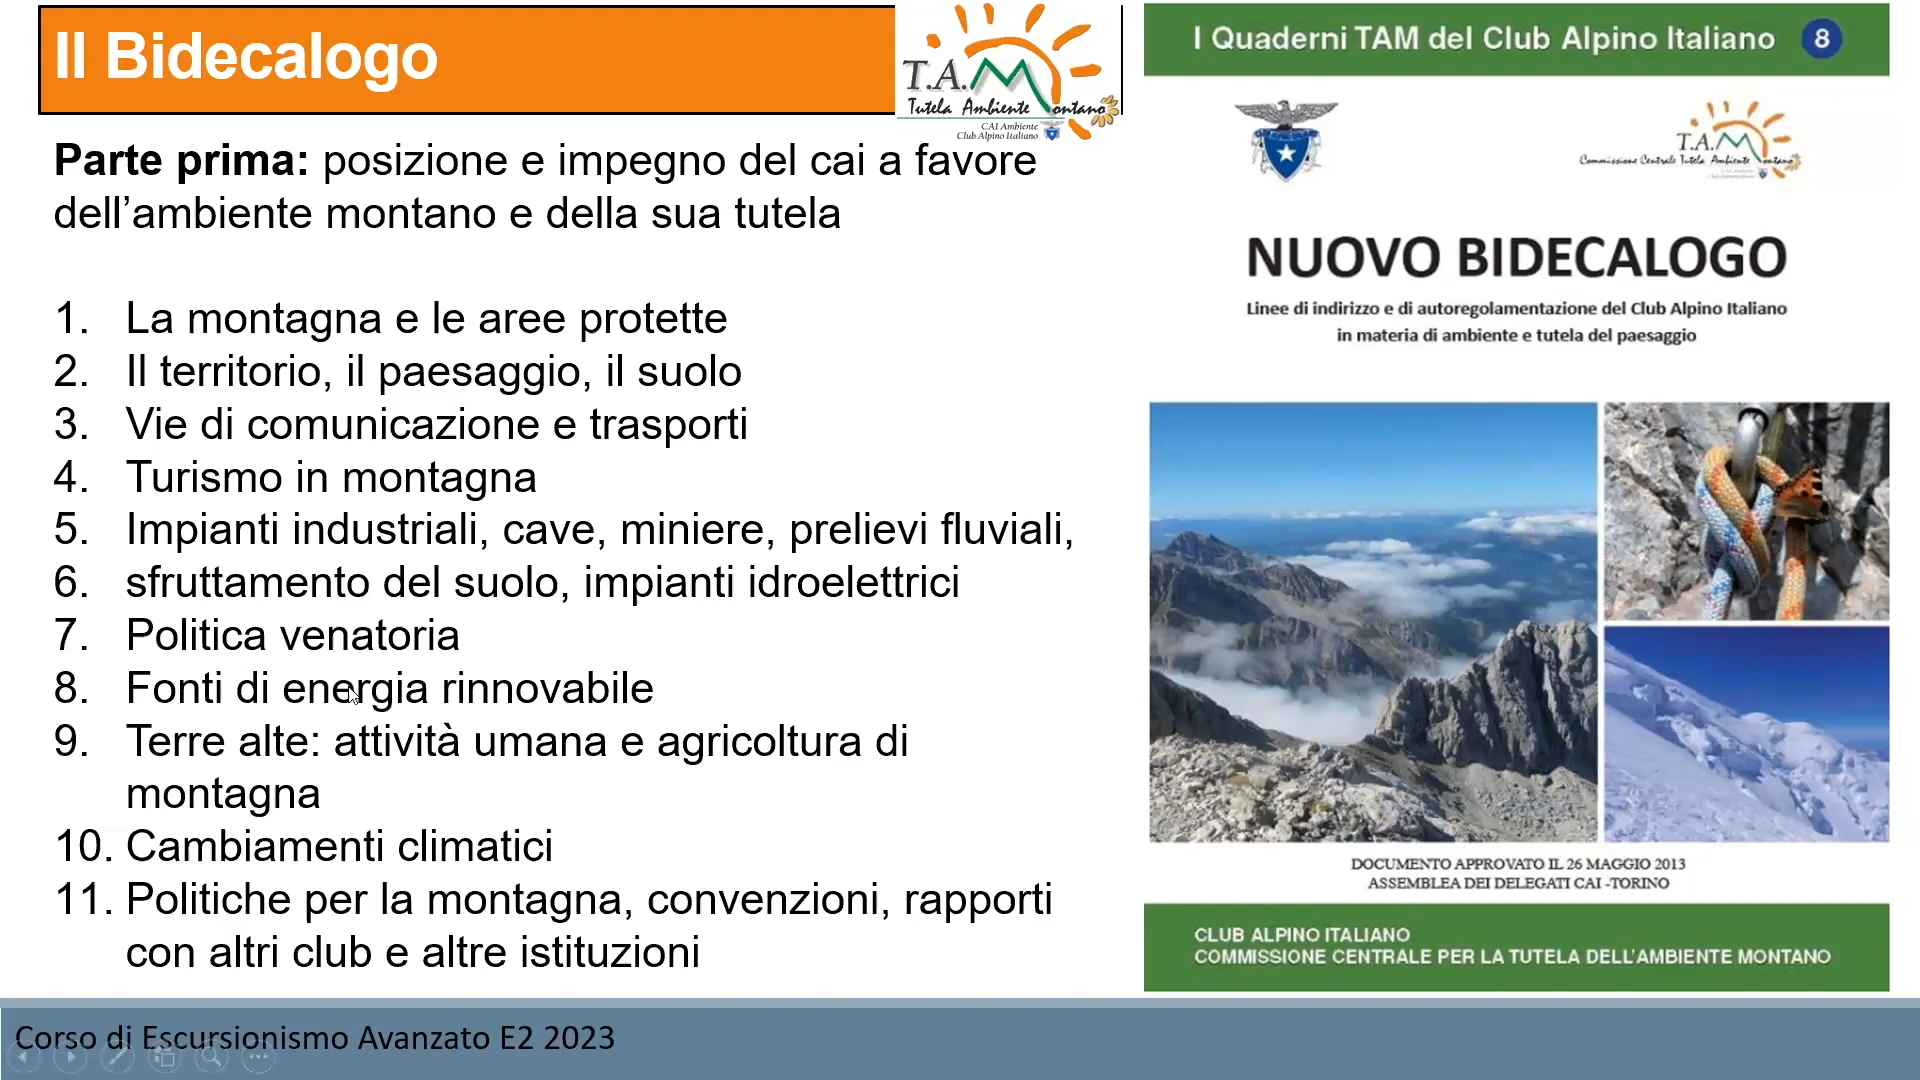 Il Bidecalogo
T.A.M
Tutela Ambiente Montano
CAI Ambiente
Club Alpino Italiano
Parte prima: posizione e impegno del cai a favore
dell’ambiente montano e della sua tutela
1. La montagna e le aree protette
2. Il territorio, il paesaggio, il suolo
3. Vie di comunicazione e trasporti
4. Turismo in montagna
5. Impianti industriali, cave, miniere, prelievi fluviali,
6. sfruttamento del suolo, impianti idroelettrici
7. Politica venatoria
8. Fonti di energia rinnovabile
9. Terre alte: attività umana e agricoltura di
montagna
10. Cambiamenti climatici
11. Politiche per la montagna, convenzioni, rapporti
con altri club e altre istituzioni
I Quaderni TAM del Club Alpino Italiano 8
T.A.M
Commissione Centrale Tutela Ambiente Montano
NUOVO BIDECALOGO
Linee di indirizzo e di autoregolamentazione del Club Alpino Italiano
in materia di ambiente e tutela del paesaggio
DOCUMENTO APPROVATO IL 26 MAGGIO 2013
ASSEMBLEA DEI DELEGATI CAI -TORINO
CLUB ALPINO ITALIANO
COMMISSIONE CENTRALE PER LA TUTELA DELL’AMBIENTE MONTANO
Corso di Escursionismo Avanzato E2 2023